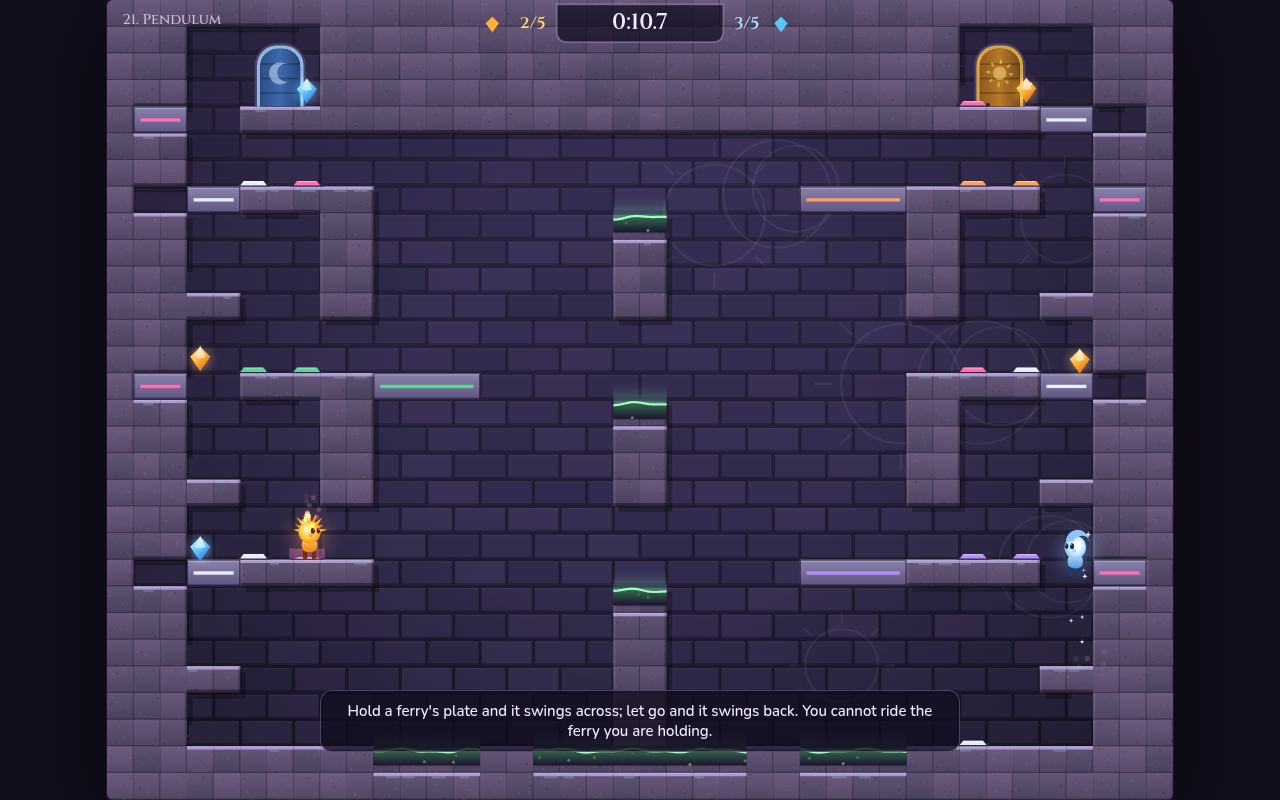 21. Pendulum
2/5
0:10.7
3/5
Hold a ferry's plate and it swings across; let go and it swings back. You cannot ride the
ferry you are holding.